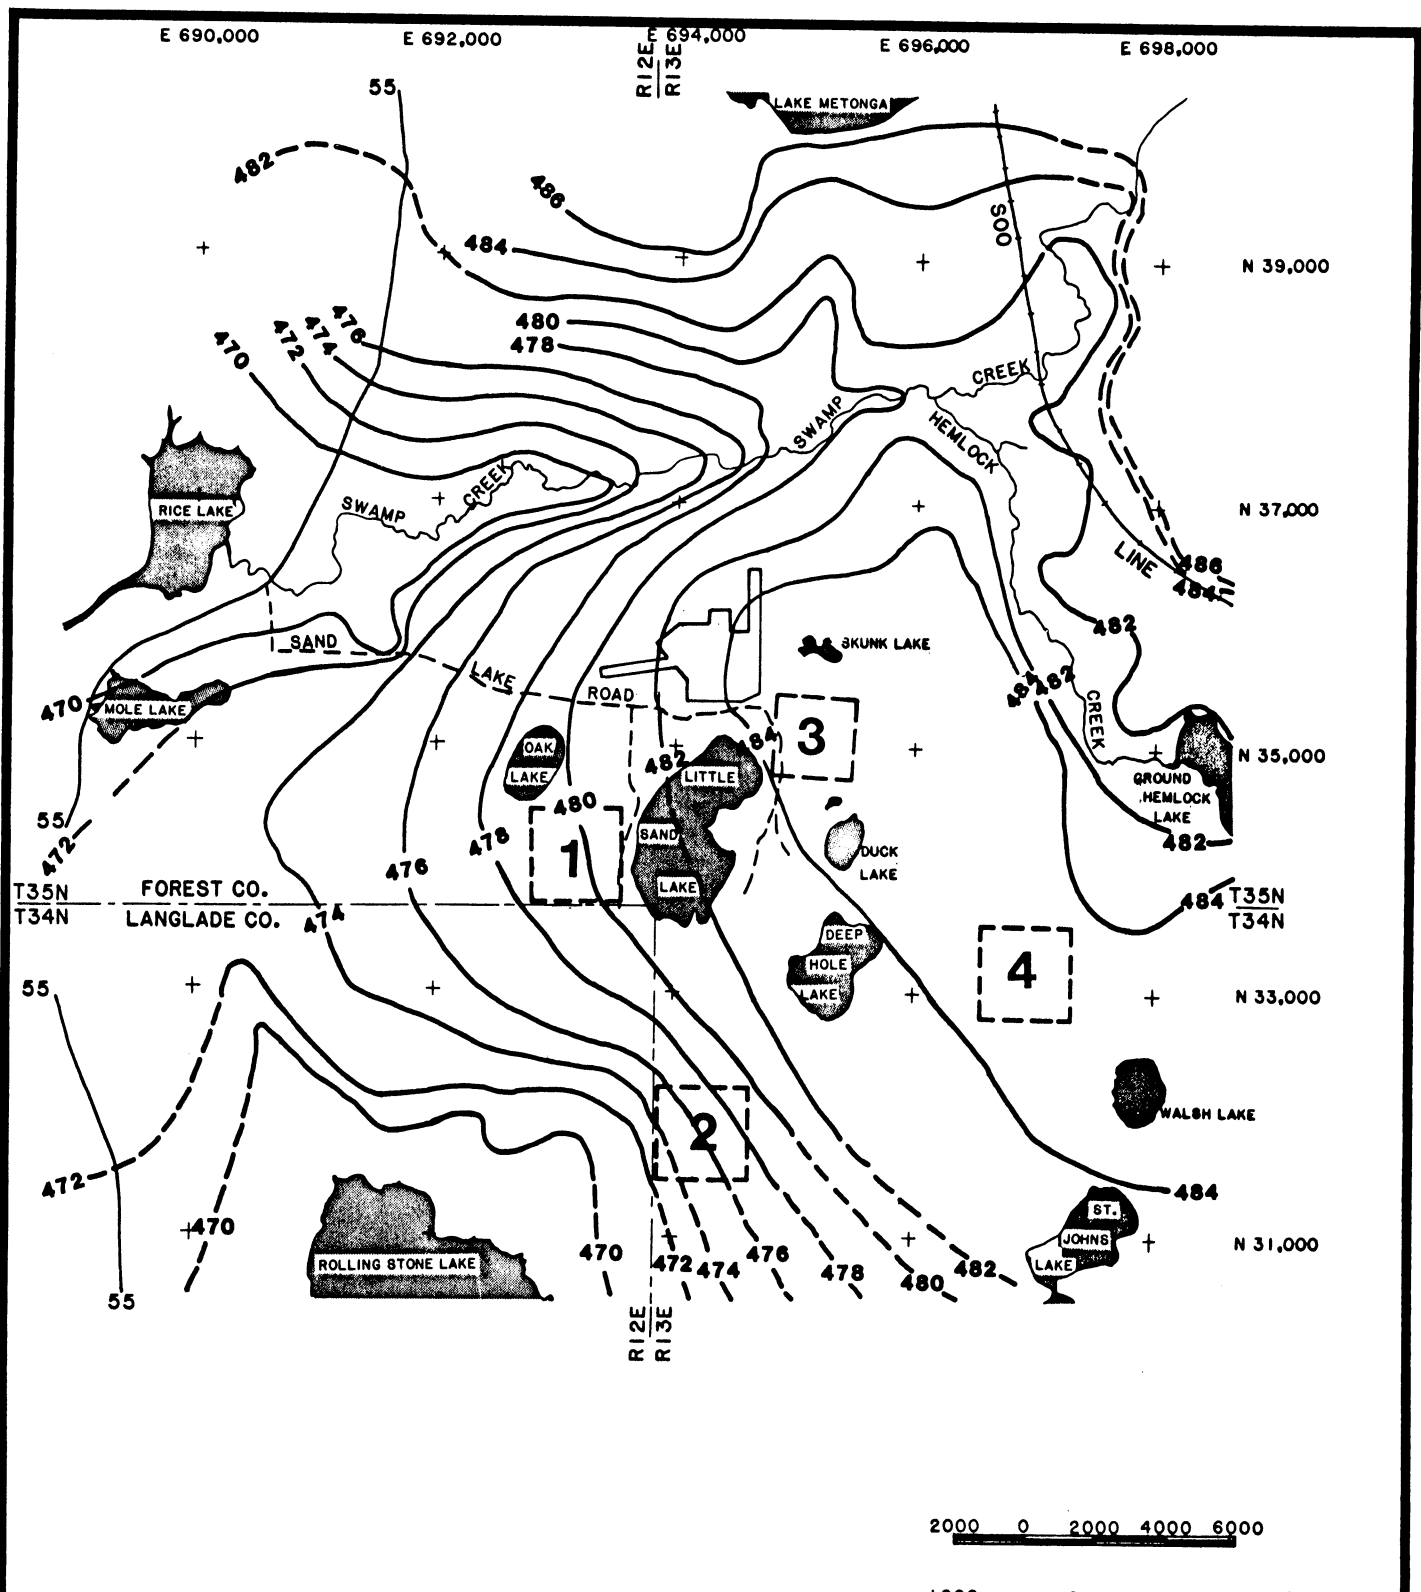 E 690,000
E 692,000
E 694,000
E 696,000
E 698,000
R12E
R13E
55
LAKE METONGA
482
486
484
SOO
N 39,000
480
478
476
474
472
470
CREEK
SWAMP
HEMLOCK
CREEK
SWAMP
RICE LAKE
N 37,000
LINE
486
484
482
SAND
LAKE
ROAD
SKUNK LAKE
484
482
CREEK
470
MOLE LAKE
OAK
LAKE
3
484
482
LITTLE
N 35,000
GROUND
HEMLOCK
LAKE
480
55
478
1
SAND
472
476
LAKE
DUCK
LAKE
482
T35N
T34N
FOREST CO.
LANGLADE CO.
474
484
T35N
T34N
DEEP
HOLE
LAKE
4
55
N 33,000
WALSH LAKE
2
472
484
470
ST.
JOHNS
LAKE
N 31,000
ROLLING STONE LAKE
470
472
474
476
478
480
482
55
R12E
R13E
2000 0 2000 4000 6000